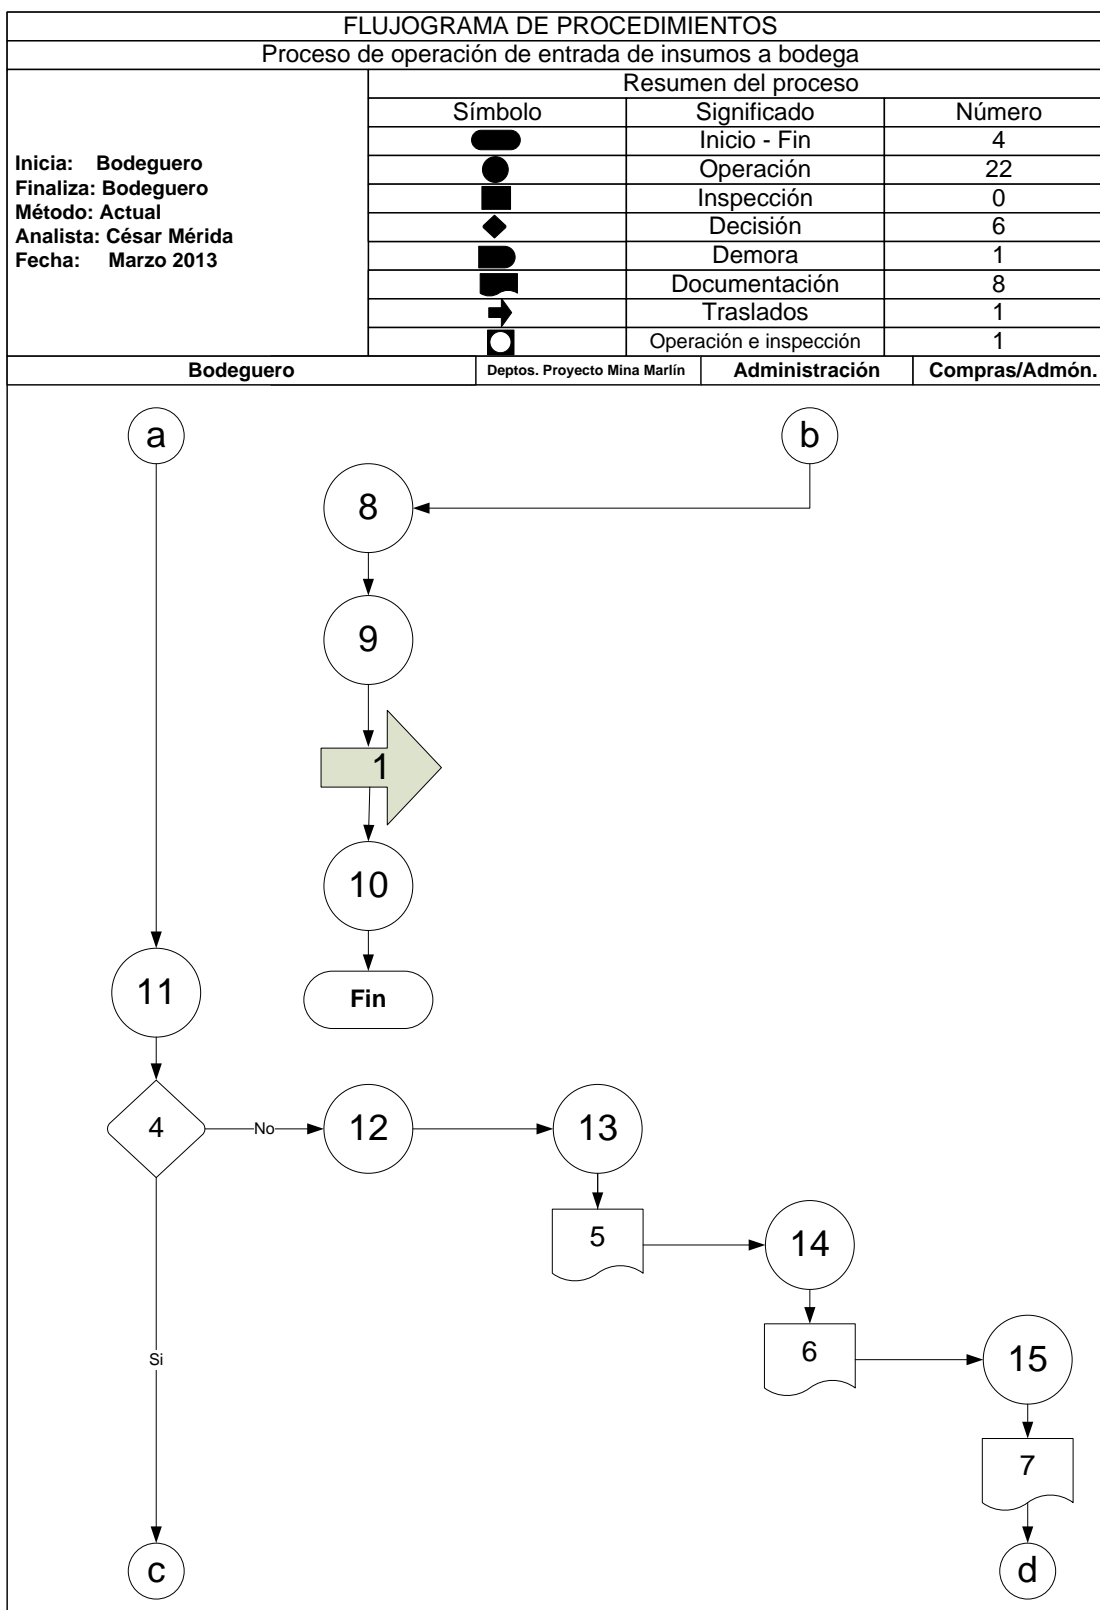 FLUJOGRAMA DE PROCEDIMIENTOS
Proceso de operación de entrada de insumos a bodega
Inicia: Bodeguero
Finaliza: Bodeguero
Método: Actual
Analista: César Mérida
Fecha: Marzo 2013
Resumen del proceso
Símbolo Significado Número
Inicio - Fin 4
Operación 22
Inspección 0
Decisión 6
Demora 1
Documentación 8
Traslados 1
Operación e inspección 1
Bodeguero Deptos. Proyecto Mina Marlín Administración Compras/Admón.
a b
8
9
1
10
11 Fin
4 No 12 13
5 14
Si 6 15
7
c d